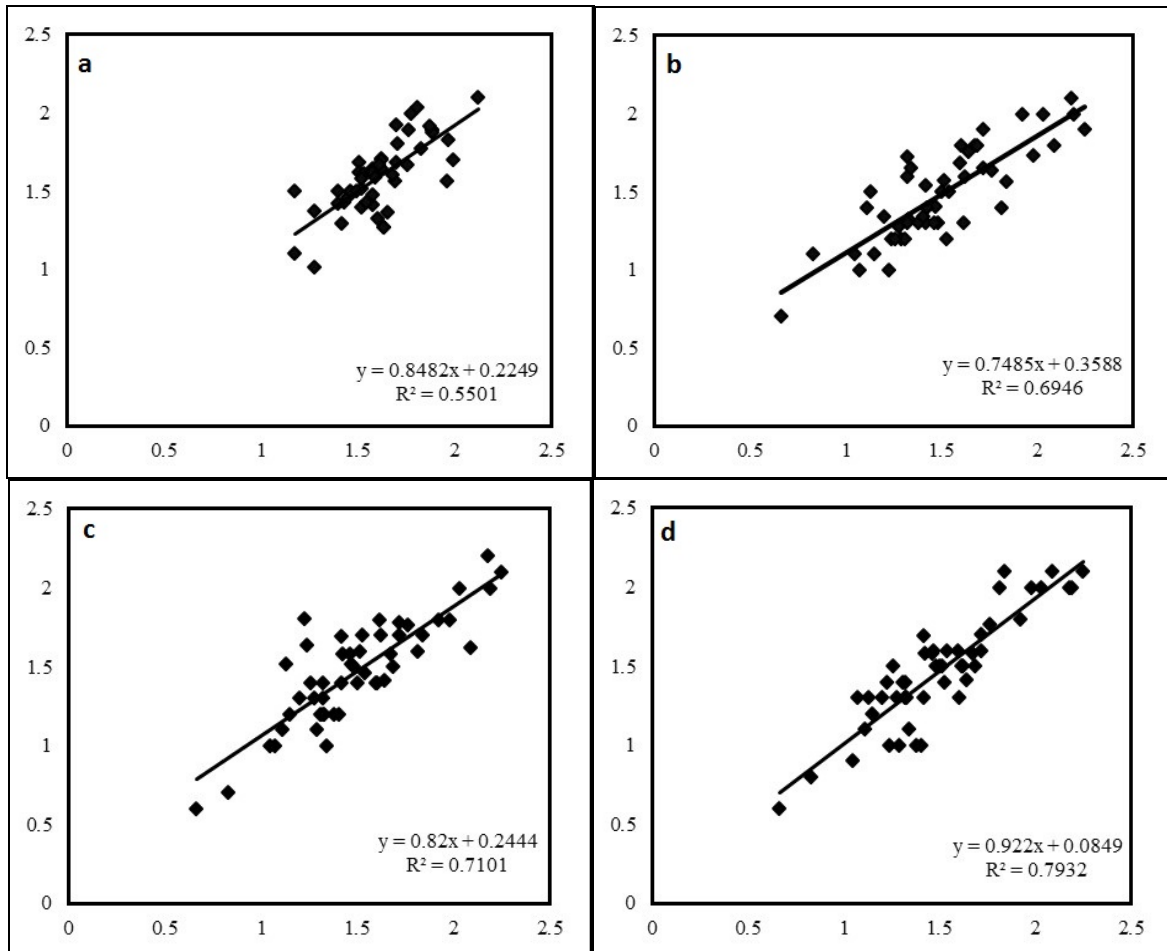 a
2.5
2
1.5
1
0.5
0
y = 0.8482x + 0.2249
R² = 0.5501
0 0.5 1 1.5 2 2.5
b
2.5
2
1.5
1
0.5
0
y = 0.7485x + 0.3588
R² = 0.6946
0 0.5 1 1.5 2 2.5
c
2.5
2
1.5
1
0.5
0
y = 0.82x + 0.2444
R² = 0.7101
0 0.5 1 1.5 2 2.5
d
2.5
2
1.5
1
0.5
0
y = 0.922x + 0.0849
R² = 0.7932
0 0.5 1 1.5 2 2.5